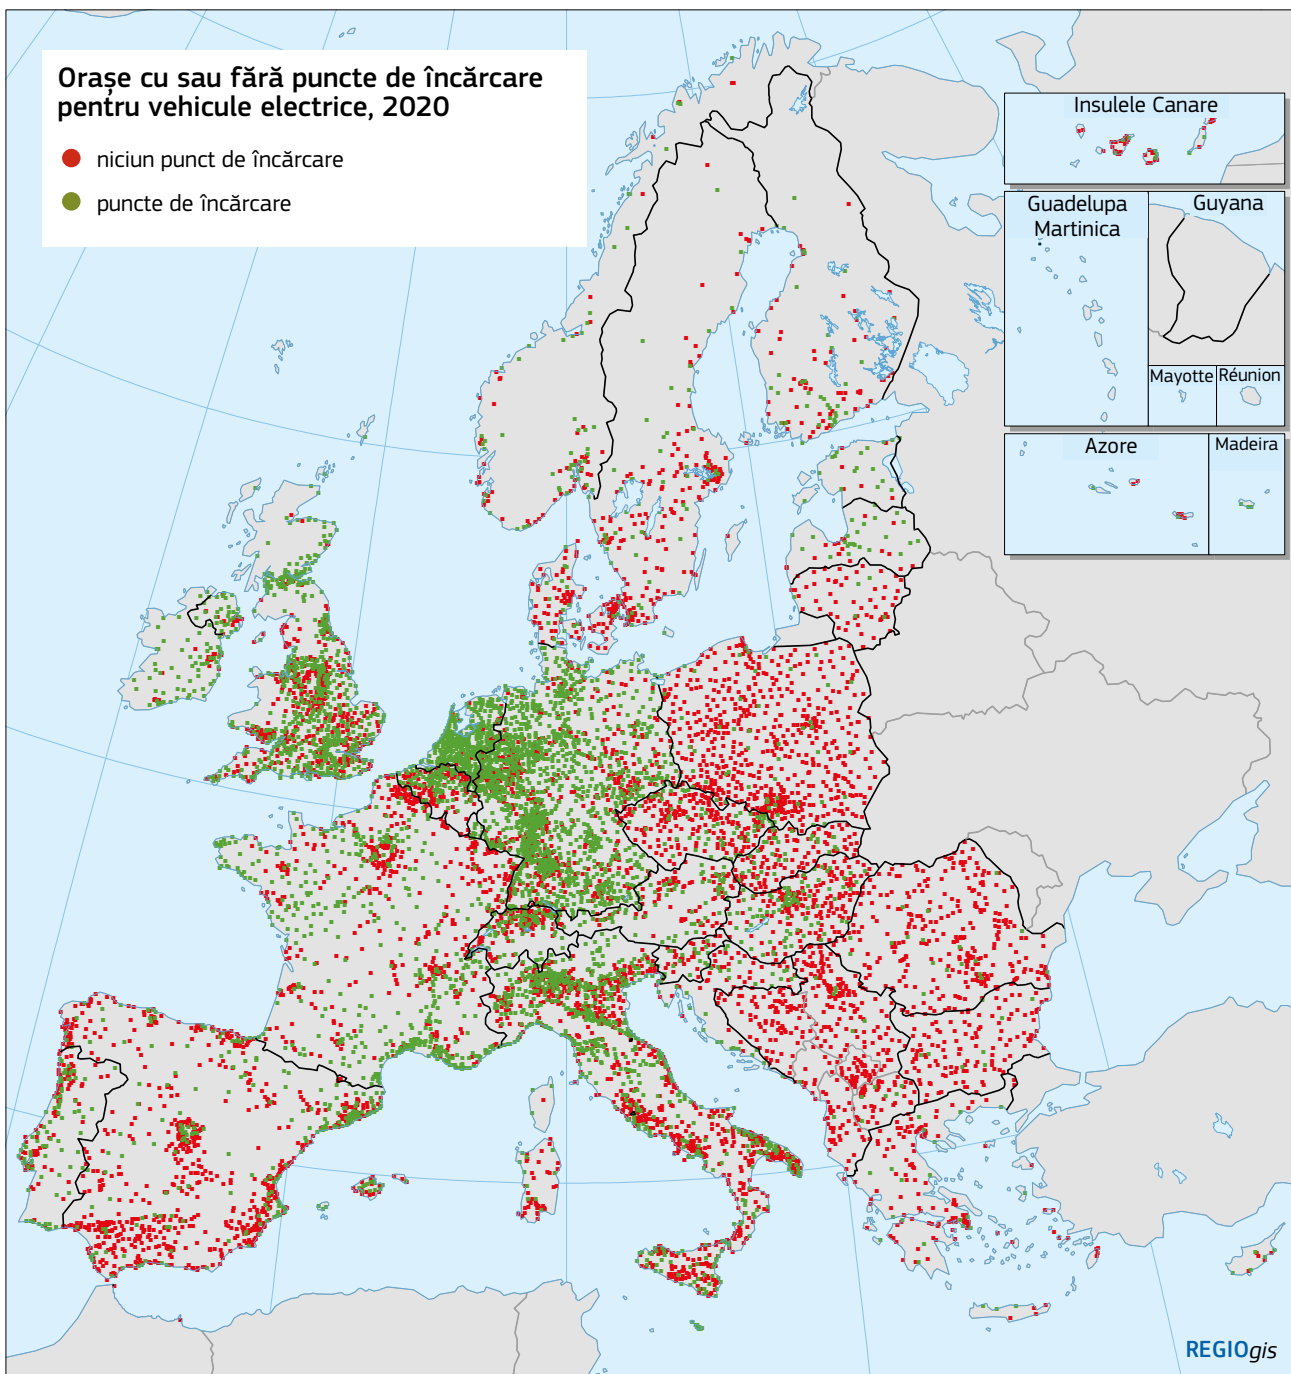 Orașe cu sau fără puncte de încărcare
pentru vehicule electrice, 2020
niciun punct de încărcare
puncte de încărcare
Insulele Canare
Guadelupa
Martinica
Guyana
Mayotte
Réunion
Azore
Madeira
REGIOgis